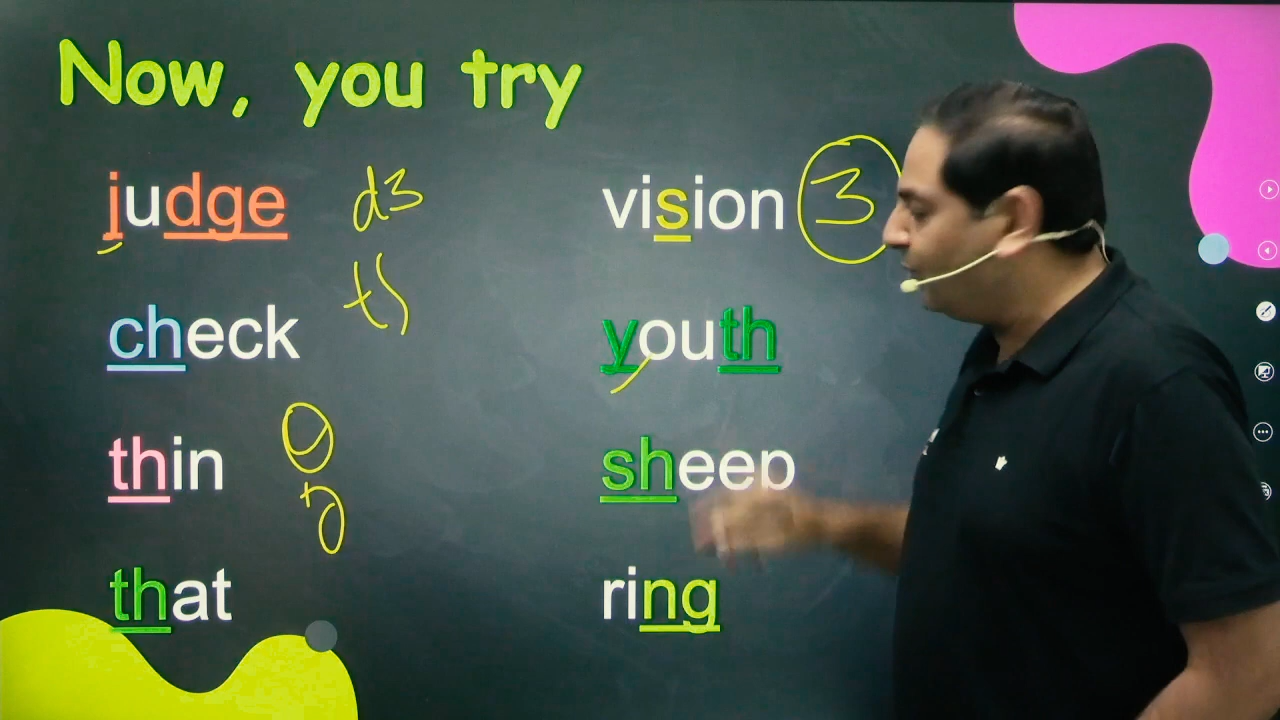 Now, you try
judge dʒ
check tʃ
thin θ
ð
that
vision ʒ
youth
sheep
ring